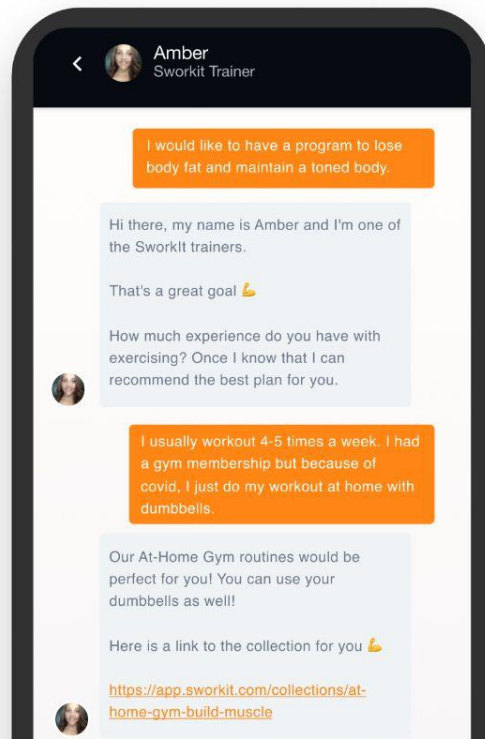 Amber
Sworkit Trainer
I would like to have a program to lose
body fat and maintain a toned body.
Hi there, my name is Amber and I'm one of
the SworkIt trainers.
That's a great goal 💪
How much experience do you have with
exercising? Once I know that I can
recommend the best plan for you.
I usually workout 4-5 times a week. I had
a gym membership but because of
covid, I just do my workout at home with
dumbbells.
Our At-Home Gym routines would be
perfect for you! You can use your
dumbbells as well!
Here is a link to the collection for you 💪
https://app.sworkit.com/collections/at-
home-gym-build-muscle